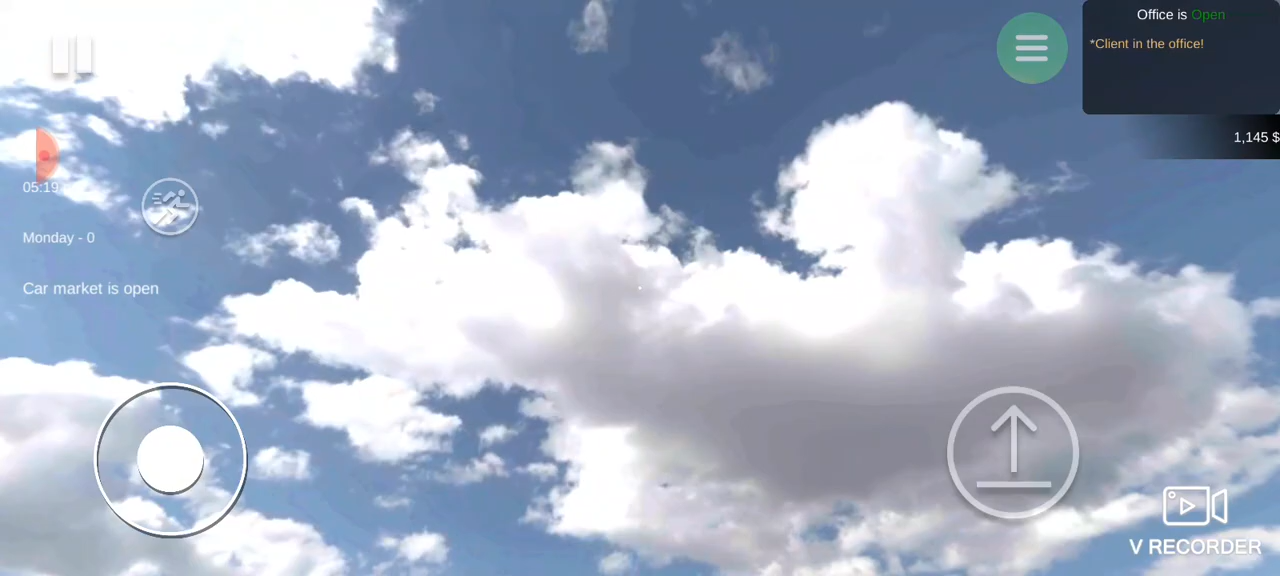 Office is Open
*Client in the office!
1,145 $
05:19
Monday - 0
Car market is open
V RECORDER